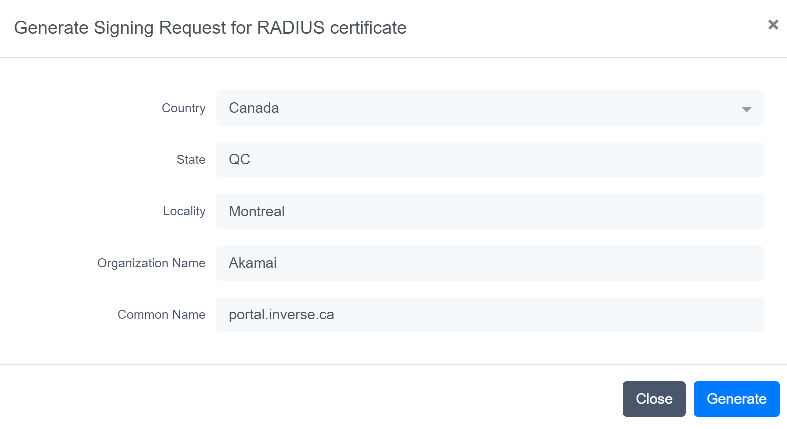 Generate Signing Request for RADIUS certificate ×
Country Canada
State QC
Locality Montreal
Organization Name Akamai
Common Name portal.inverse.ca
Close Generate